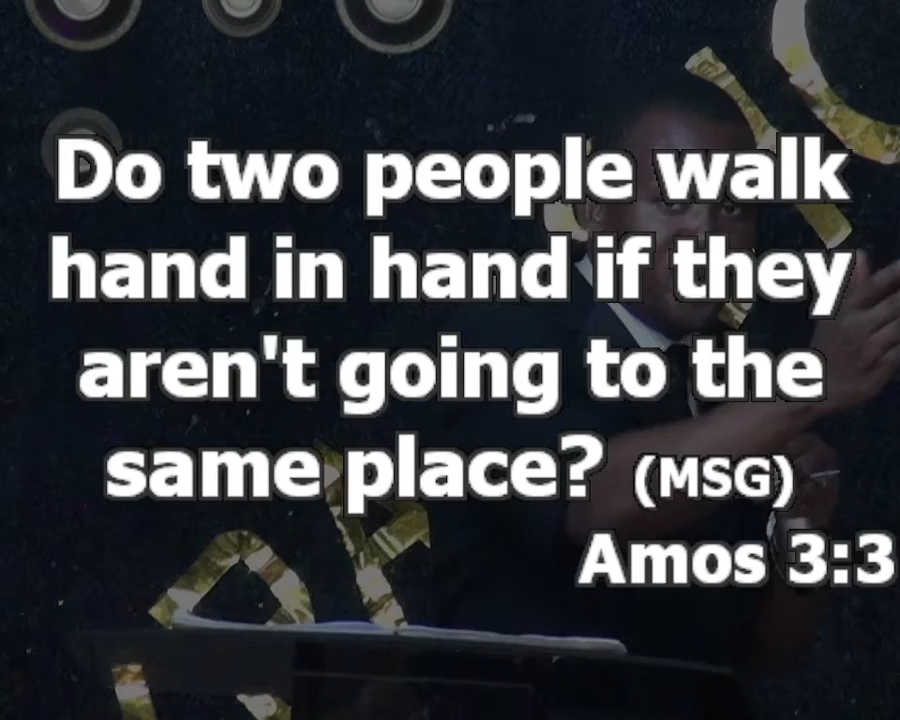 Do two people walk
hand in hand if they
aren't going to the
same place? (MSG)
Amos 3:3